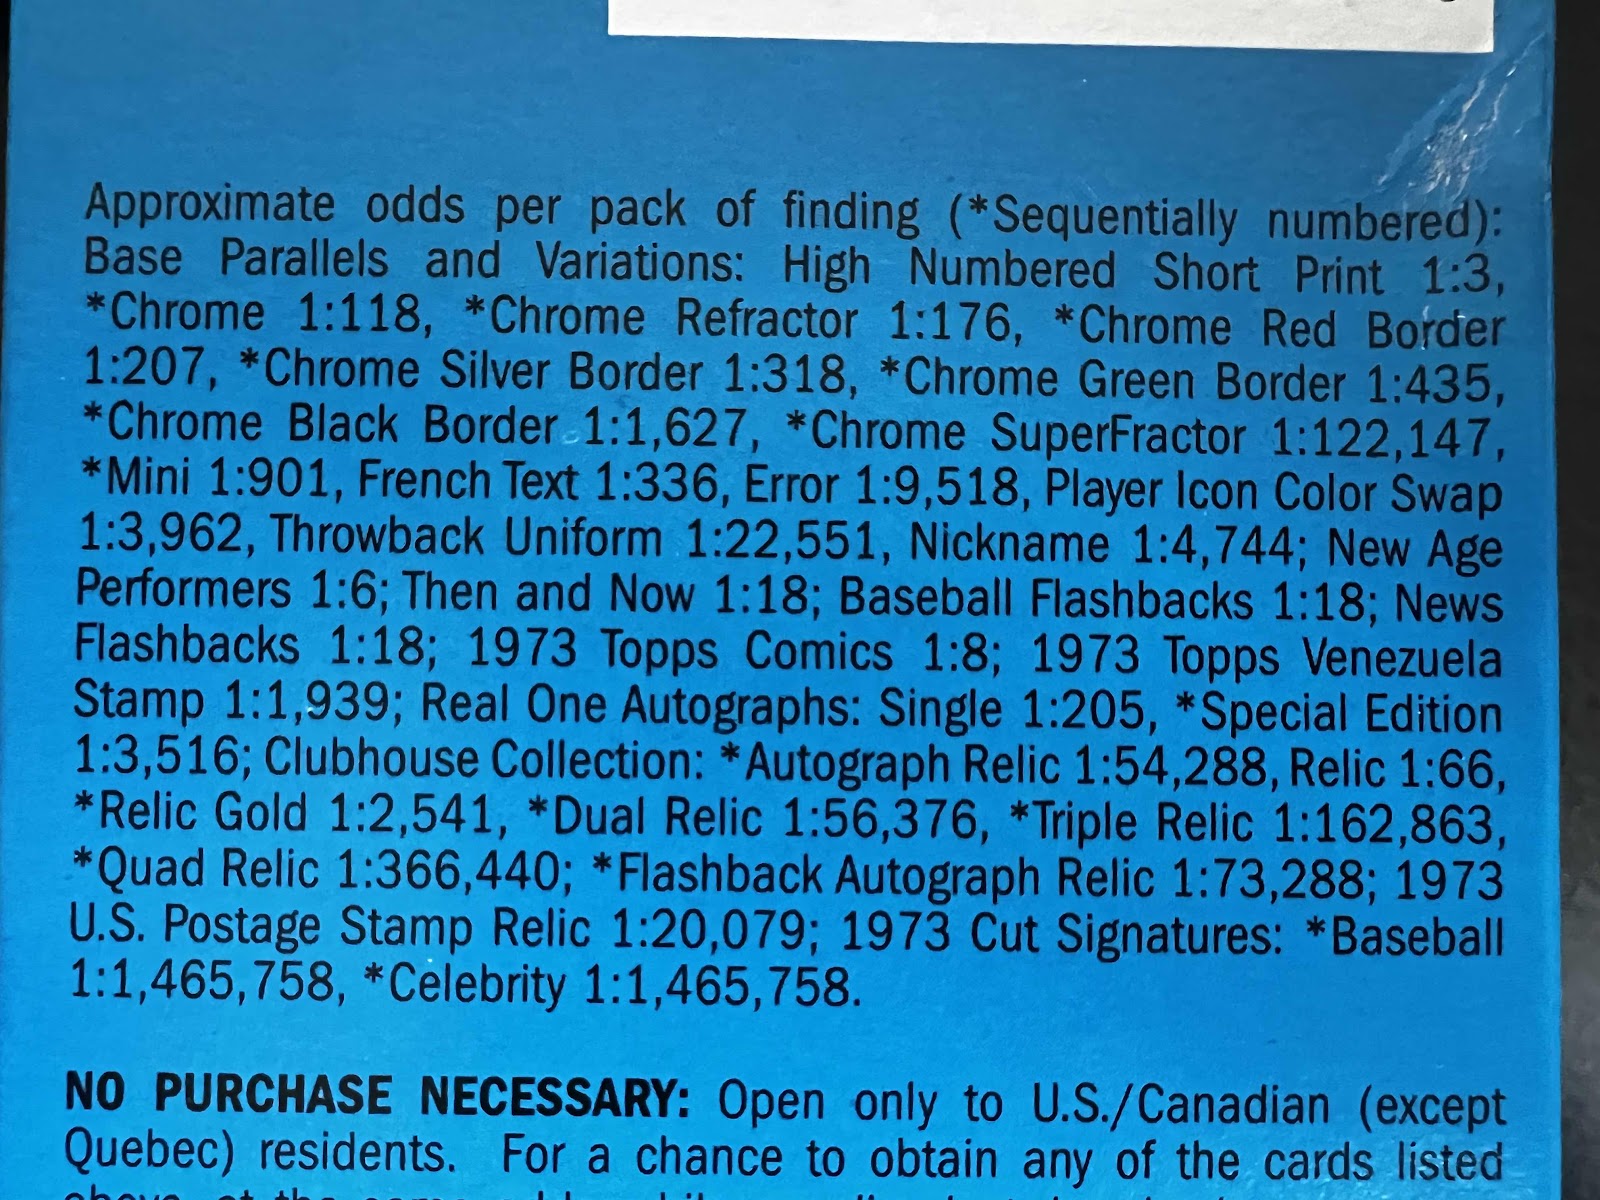 Approximate odds per pack of finding (*Sequentially numbered):
Base Parallels and Variations: High Numbered Short Print 1:3,
*Chrome 1:118, *Chrome Refractor 1:176, *Chrome Red Border
1:207, *Chrome Silver Border 1:318, *Chrome Green Border 1:435,
*Chrome Black Border 1:1,627, *Chrome SuperFractor 1:122,147,
*Mini 1:901, French Text 1:336, Error 1:9,518, Player Icon Color Swap
1:3,962, Throwback Uniform 1:22,551, Nickname 1:4,744; New Age
Performers 1:6; Then and Now 1:18; Baseball Flashbacks 1:18; News
Flashbacks 1:18; 1973 Topps Comics 1:8; 1973 Topps Venezuela
Stamp 1:1,939; Real One Autographs: Single 1:205, *Special Edition
1:3,516; Clubhouse Collection: *Autograph Relic 1:54,288, Relic 1:66,
*Relic Gold 1:2,541, *Dual Relic 1:56,376, *Triple Relic 1:162,863,
*Quad Relic 1:366,440; *Flashback Autograph Relic 1:73,288; 1973
U.S. Postage Stamp Relic 1:20,079; 1973 Cut Signatures: *Baseball
1:1,465,758, *Celebrity 1:1,465,758.
NO PURCHASE NECESSARY: Open only to U.S./Canadian (except
Quebec) residents. For a chance to obtain any of the cards listed